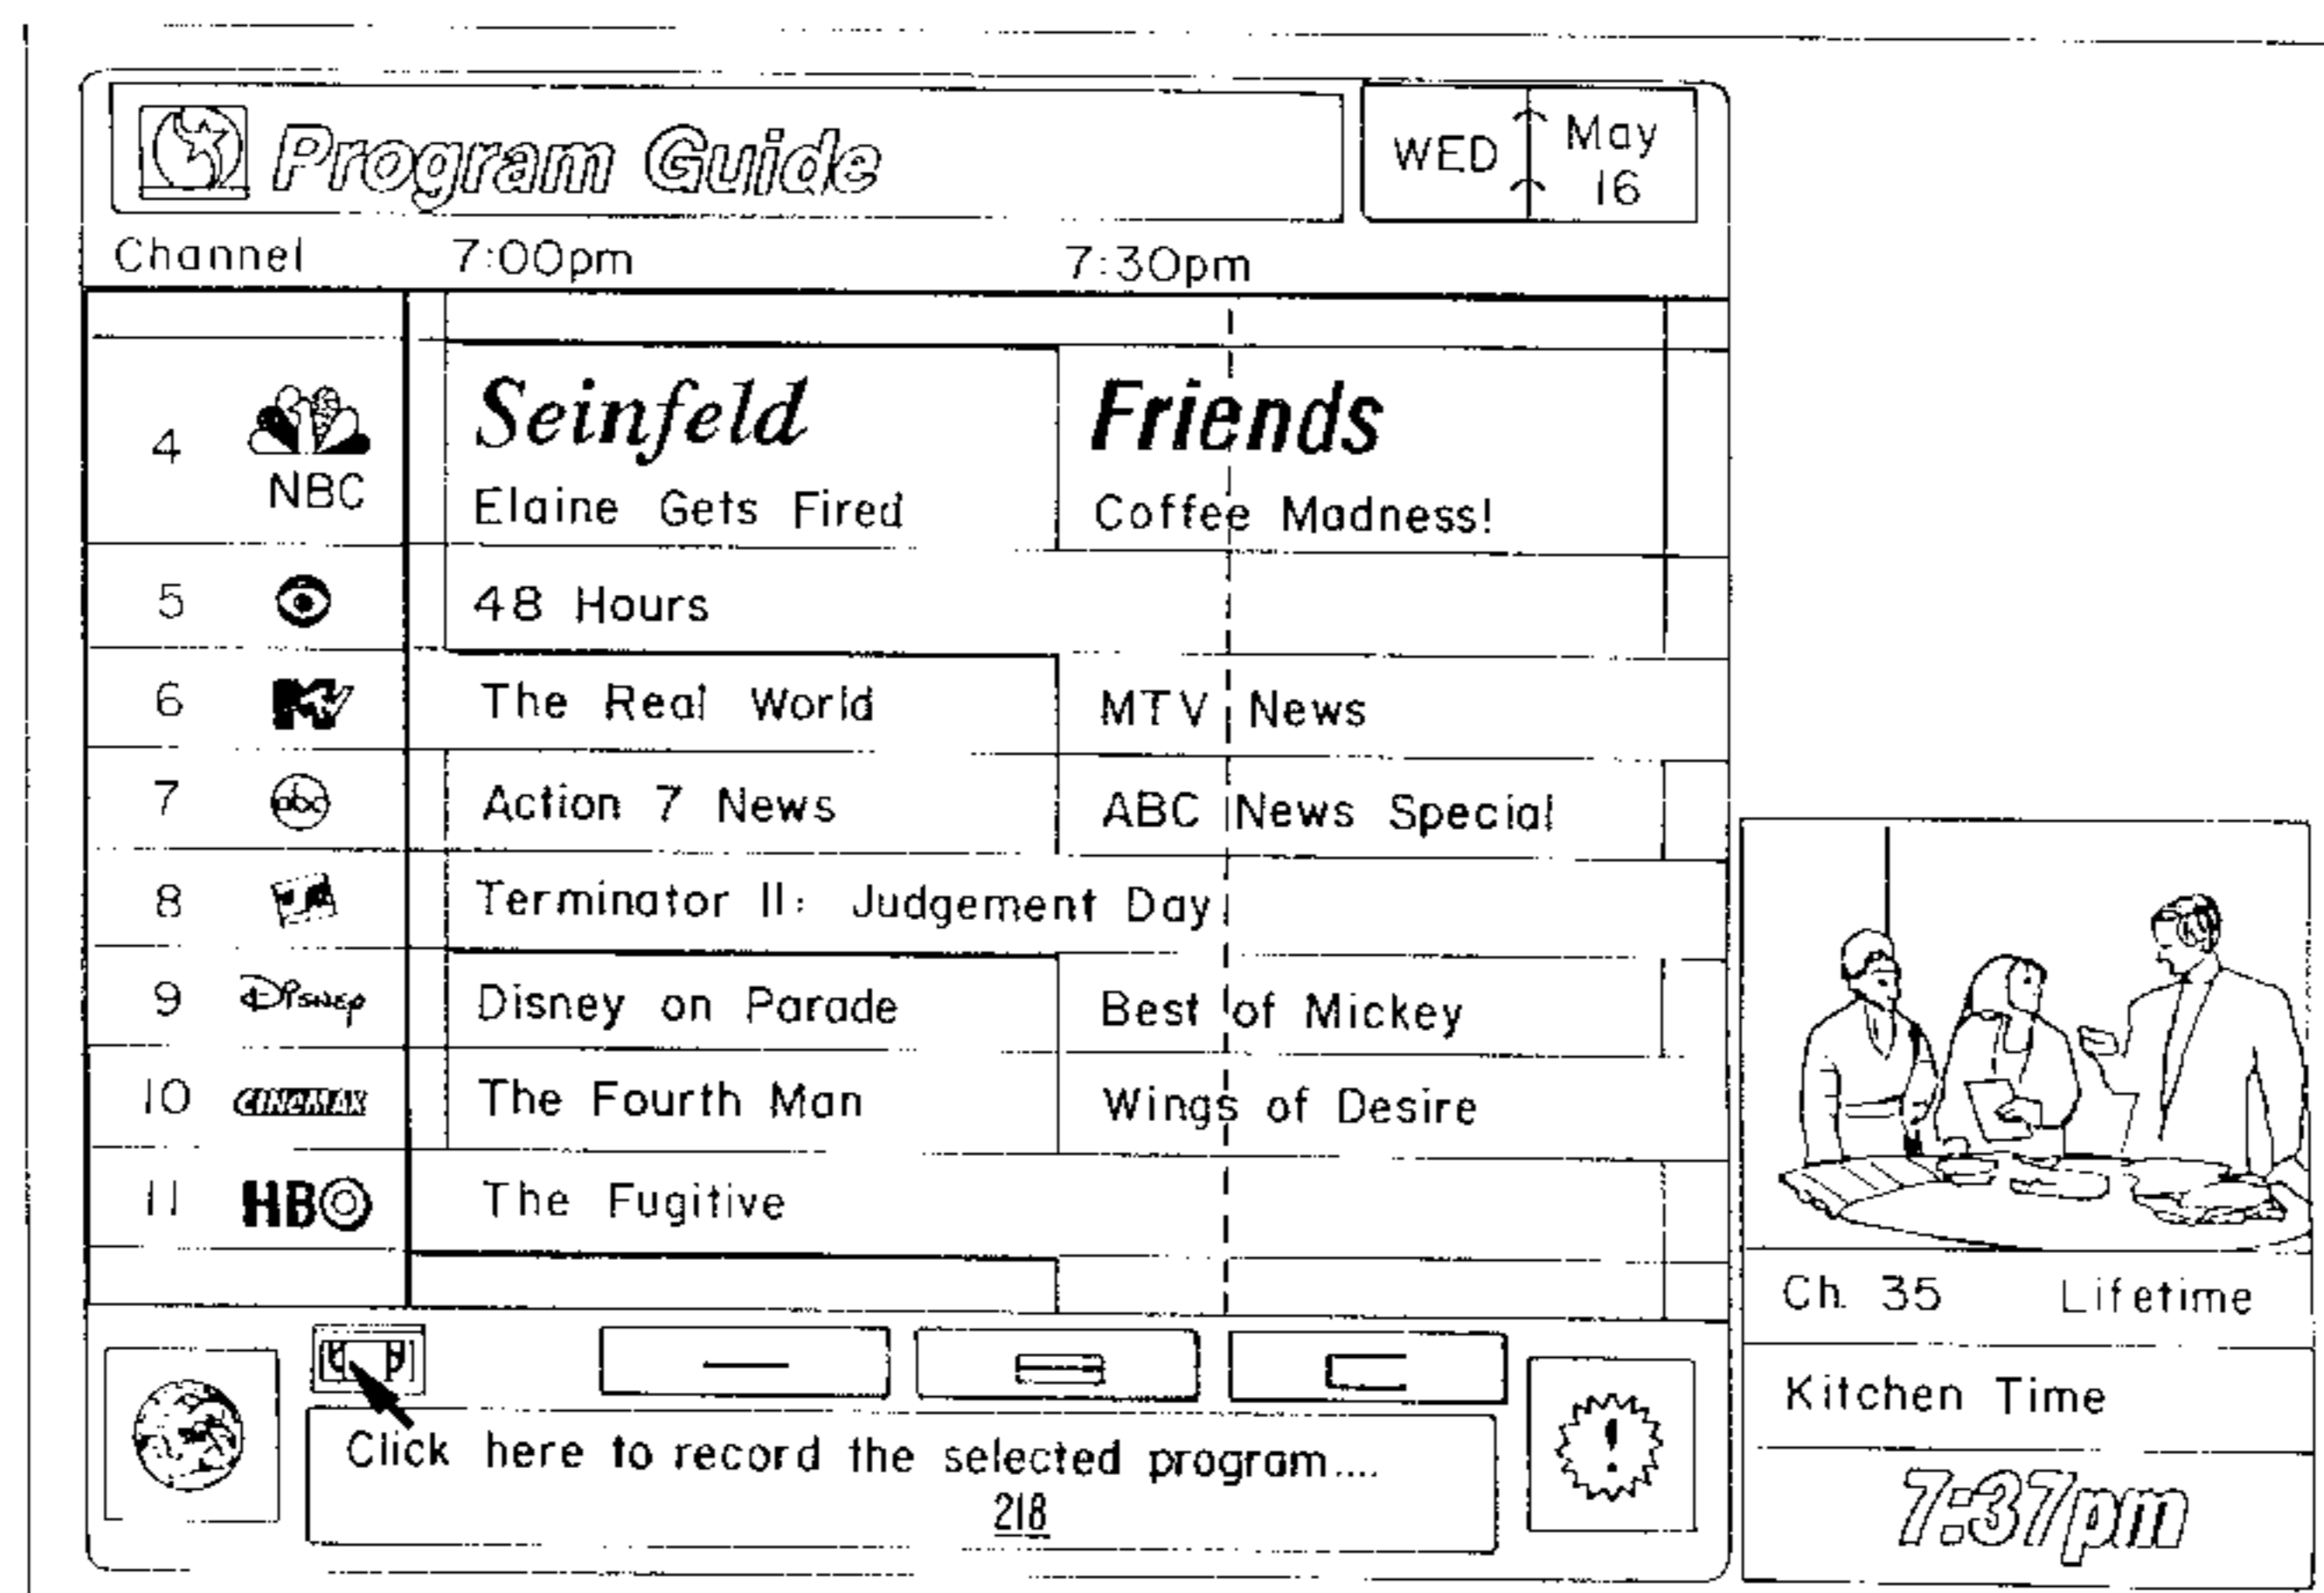 Program Guide
WED May 16
Channel 7:00pm 7:30pm
4 NBC Seinfeld Friends
Elaine Gets Fired Coffee Madness!
5 48 Hours
6 The Real World MTV News
7 abc Action 7 News ABC News Special
8 Terminator II: Judgement Day
9 Disney Disney on Parade Best of Mickey
10 CINEMAX The Fourth Man Wings of Desire
11 HBO The Fugitive
Click here to record the selected program....
218
!
Ch. 35 Lifetime
Kitchen Time
7:37pm